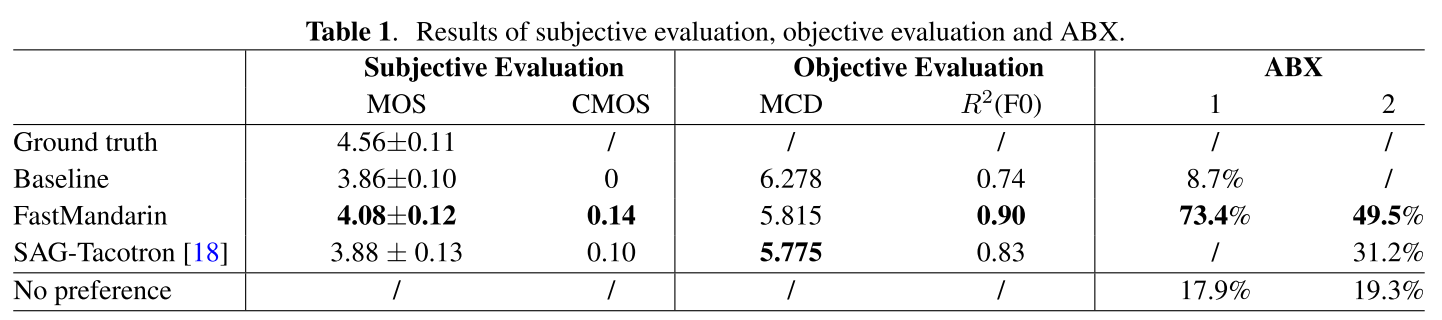 Table 1. Results of subjective evaluation, objective evaluation and ABX.
Subjective Evaluation Objective Evaluation ABX
MOS CMOS MCD R²(F0) 1 2
Ground truth 4.56±0.11 / / / / /
Baseline 3.86±0.10 0 6.278 0.74 8.7% /
FastMandarin 4.08±0.12 0.14 5.815 0.90 73.4% 49.5%
SAG-Tacotron [18] 3.88 ± 0.13 0.10 5.775 0.83 / 31.2%
No preference / / / / 17.9% 19.3%